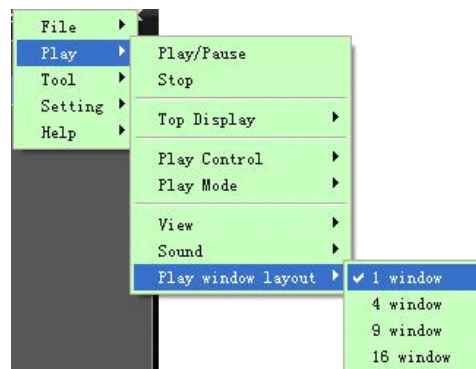 File
Play
Tool
Setting
Help
Play/Pause
Stop
Top Display
Play Control
Play Mode
View
Sound
Play window layout
1 window
4 window
9 window
16 window